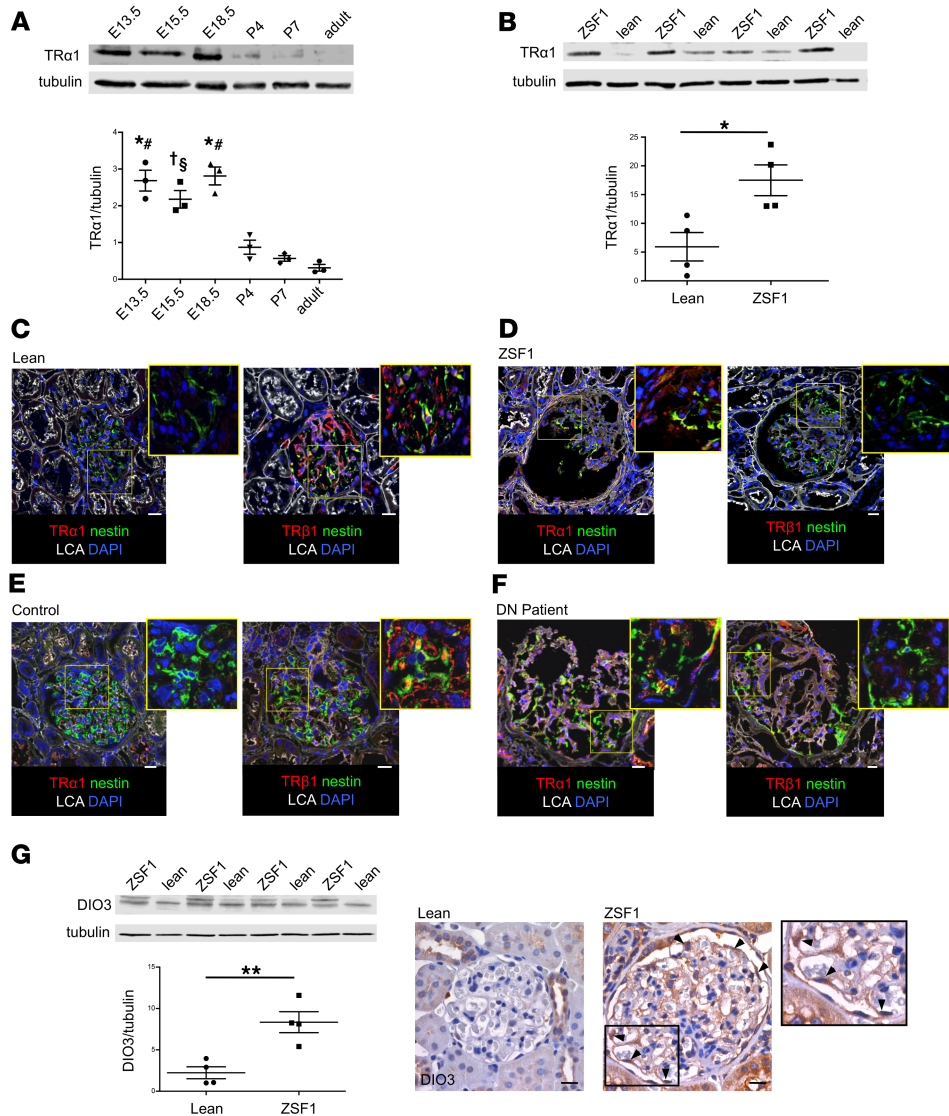 A
E13.5 E15.5 E18.5 P4 P7 adult
TRα1
tubulin
4
3
2
1
0
TRα1/tubulin
*# †§ *#
E13.5 E15.5 E18.5 P4 P7 adult
B
ZSF1 lean ZSF1 lean ZSF1 lean ZSF1 lean
TRα1
tubulin
25
20
15
10
5
0
TRα1/tubulin
*
Lean ZSF1
C
Lean
TRα1 nestin
LCA DAPI
TRβ1 nestin
LCA DAPI
D
ZSF1
TRα1 nestin
LCA DAPI
TRβ1 nestin
LCA DAPI
E
Control
TRα1 nestin
LCA DAPI
TRβ1 nestin
LCA DAPI
F
DN Patient
TRα1 nestin
LCA DAPI
TRβ1 nestin
LCA DAPI
G
ZSF1 lean ZSF1 lean ZSF1 lean ZSF1 lean
DIO3
tubulin
15
10
5
0
DIO3/tubulin
**
Lean ZSF1
Lean
DIO3
ZSF1